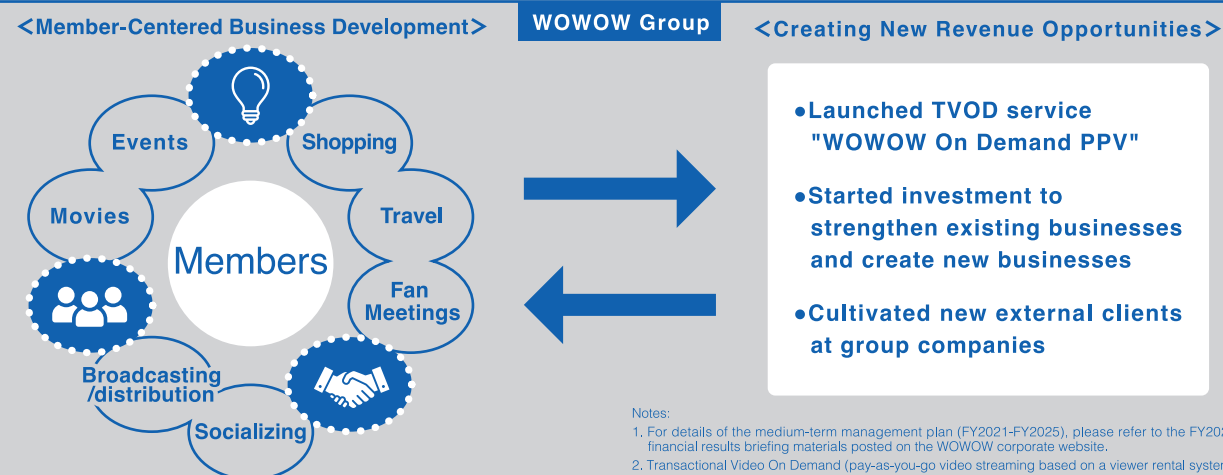 <Member-Centered Business Development>
WOWOW Group
<Creating New Revenue Opportunities>
Events
Shopping
Movies
Travel
Members
Fan
Meetings
Broadcasting
/distribution
Socializing
●Launched TVOD service
"WOWOW On Demand PPV"
●Started investment to
strengthen existing businesses
and create new businesses
●Cultivated new external clients
at group companies
Notes:
1. For details of the medium-term management plan (FY2021-FY2025), please refer to the
financial results briefing materials posted on the WOWOW corporate website.
2. Transactional Video On Demand (pay-as-you-go video streaming based on a viewer rental